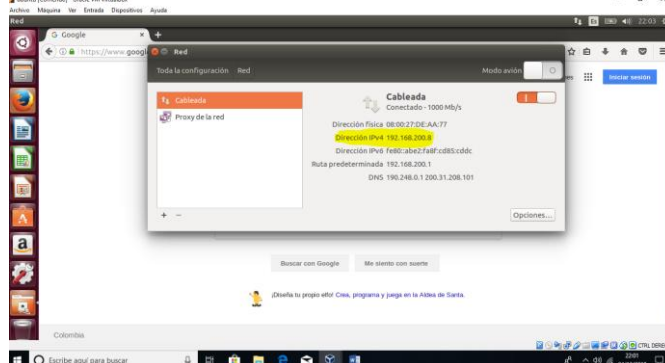 Archivo Máquina Ver Entrada Dispositivos Ayuda
Red
Es
22:03
G Google
https://www.googl
Red
Toda la configuración Red
Modo avión
Cableada
Proxy de la red
Cableada
Conectado - 1000 Mb/s
Dirección física 08:00:27:DE:AA:77
Dirección IPv4 192.168.200.8
Dirección IPv6 fe80::abe2:fa8f:cd85:cddc
Ruta predeterminada 192.168.200.1
DNS 190.248.0.1 200.31.208.101
+ -
Opciones...
Iniciar sesión
Buscar con Google
Me siento con suerte
¡Diseña tu propio elfo! Crea, programa y juega en la Aldea de Santa.
Colombia
CTRL DERE
Escribe aquí para buscar
22:01